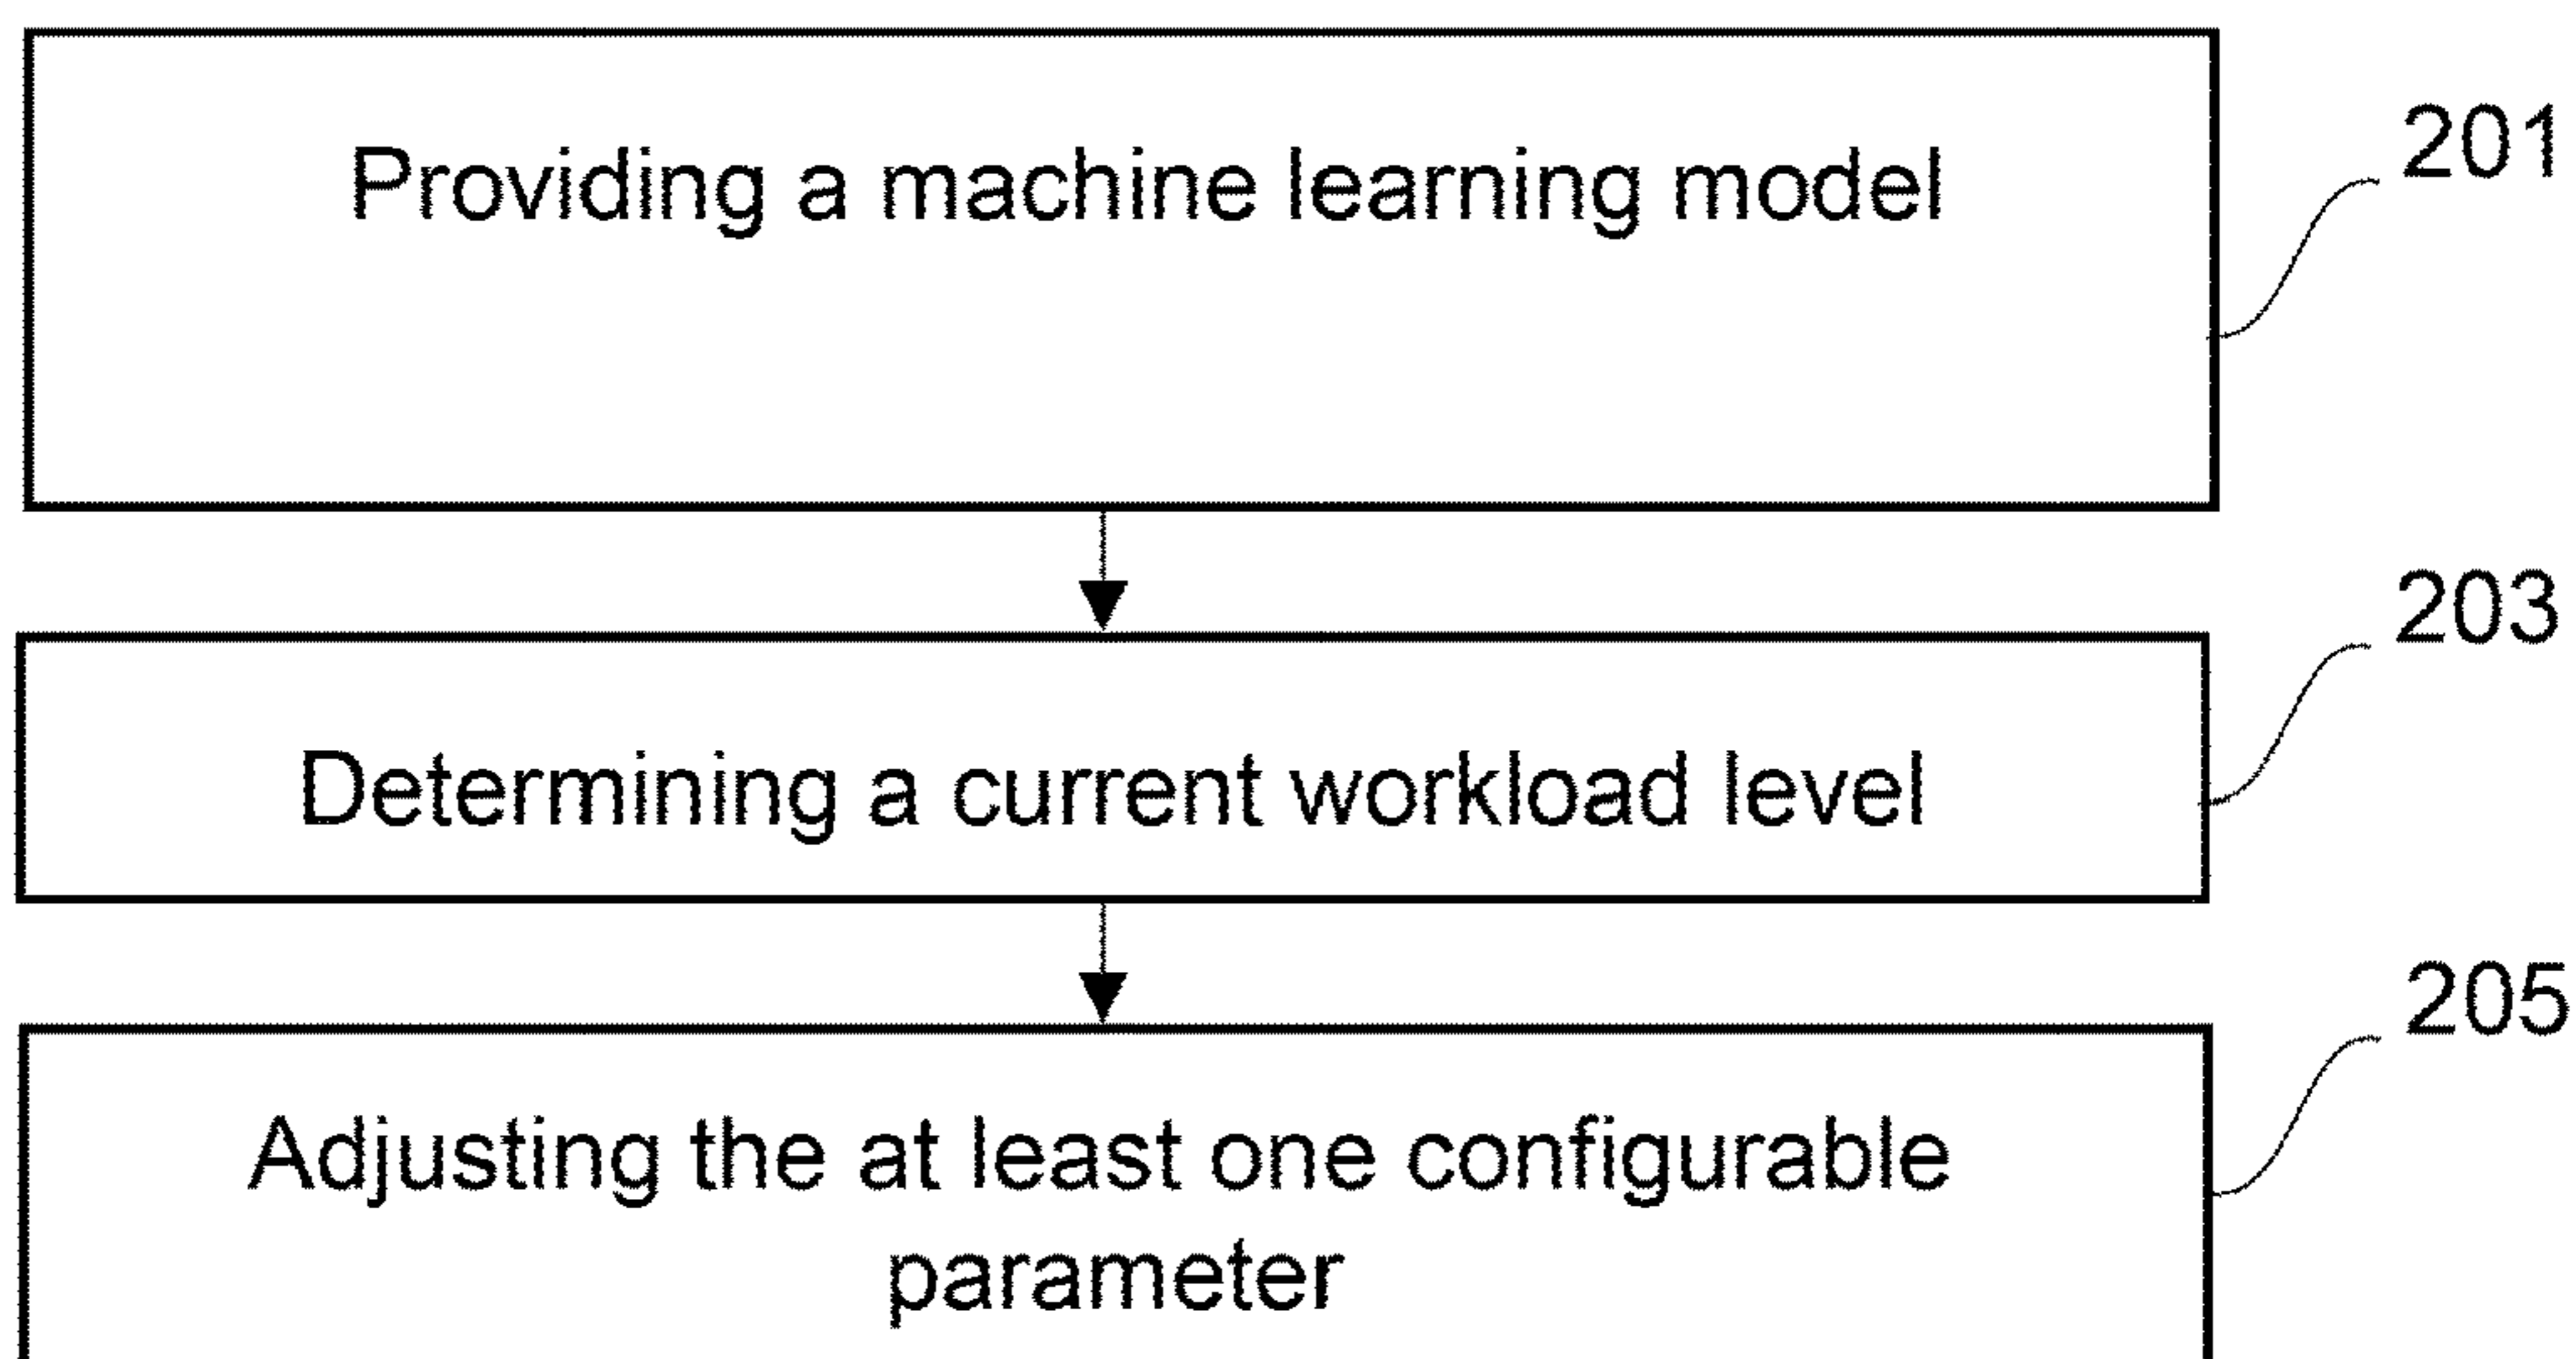 Providing a machine learning model
201
203
Determining a current workload level
205
Adjusting the at least one configurable
parameter